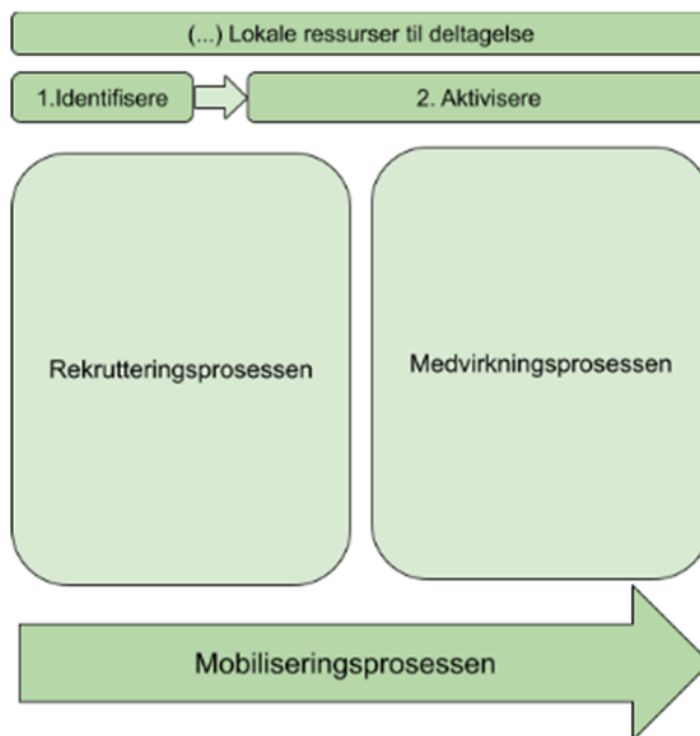 (...) Lokale ressurser til deltagelse
1.Identifisere
2. Aktivisere
Rekrutteringsprosessen
Medvirkningsprosessen
Mobiliseringsprosessen